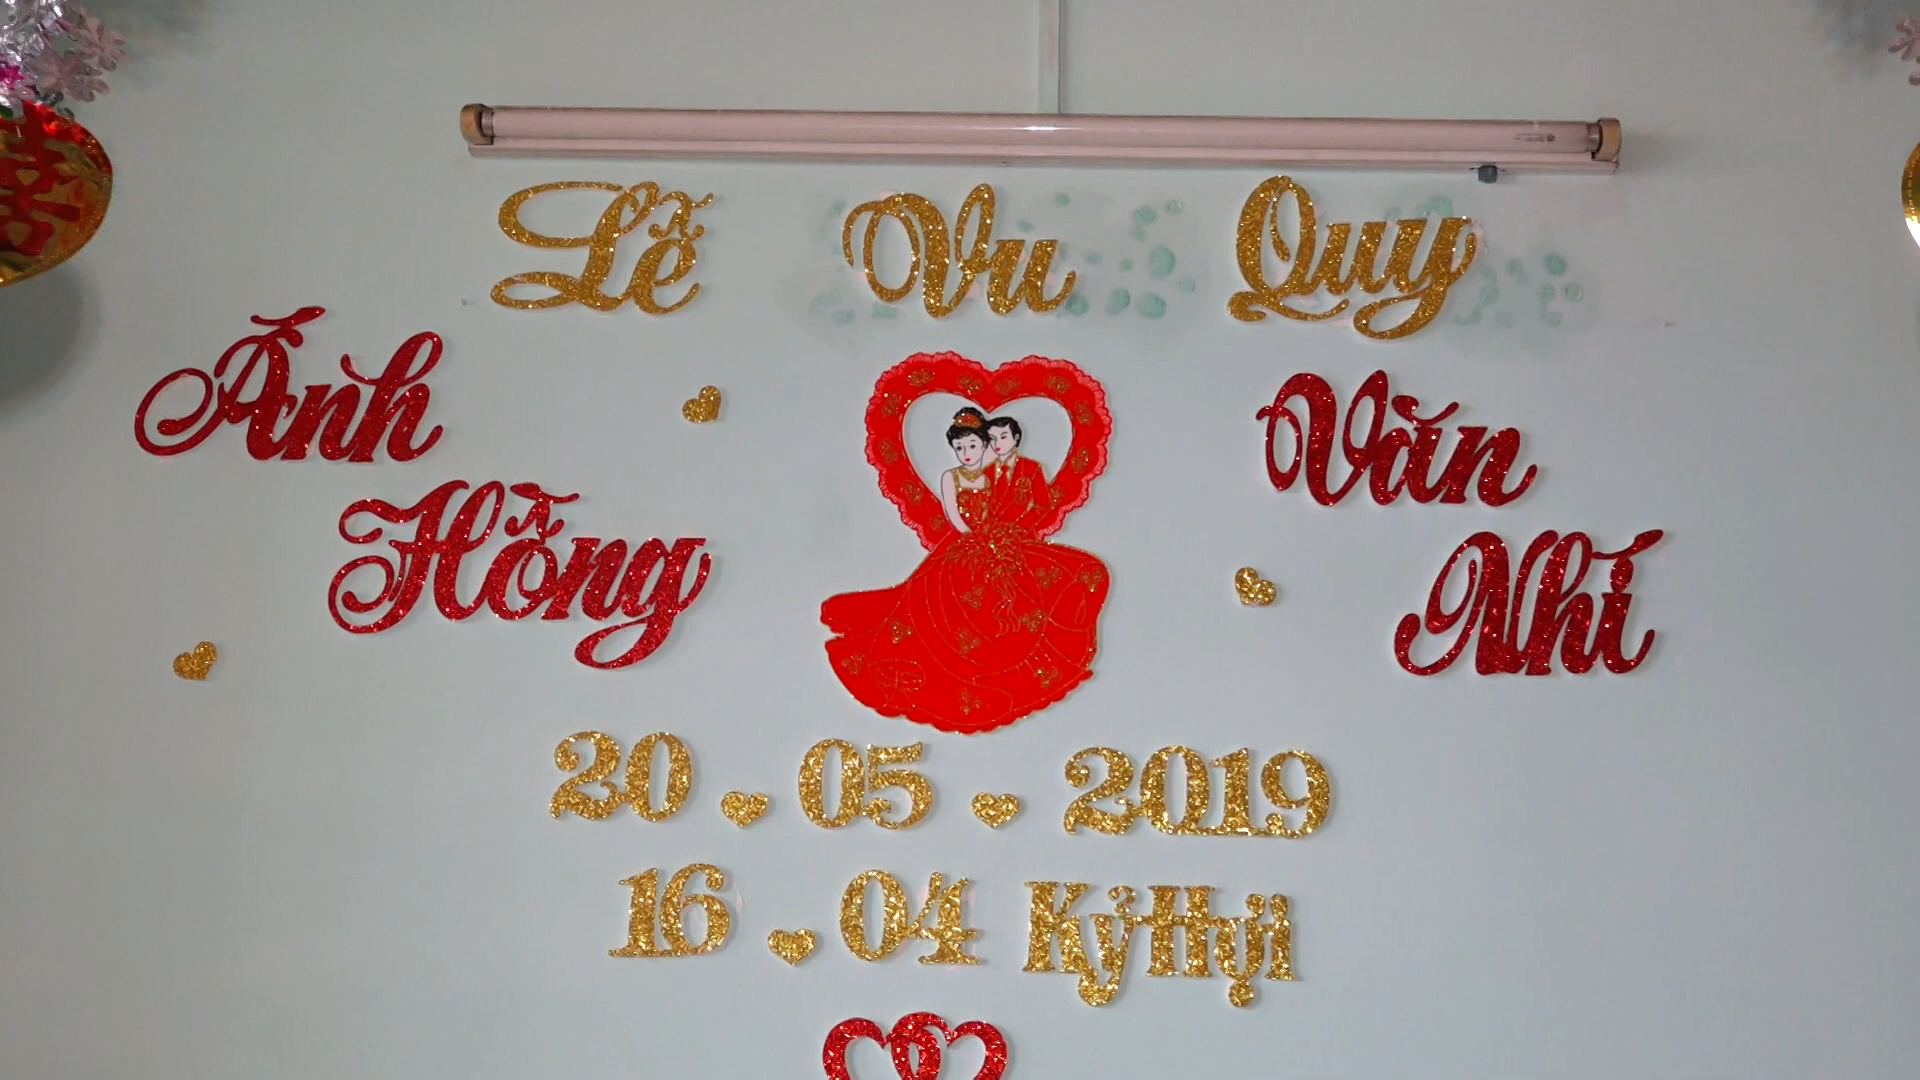 Lễ Vu Quy
Ánh Hồng
Văn Nhí
20 05 2019
16 04 Kỷ Hợi